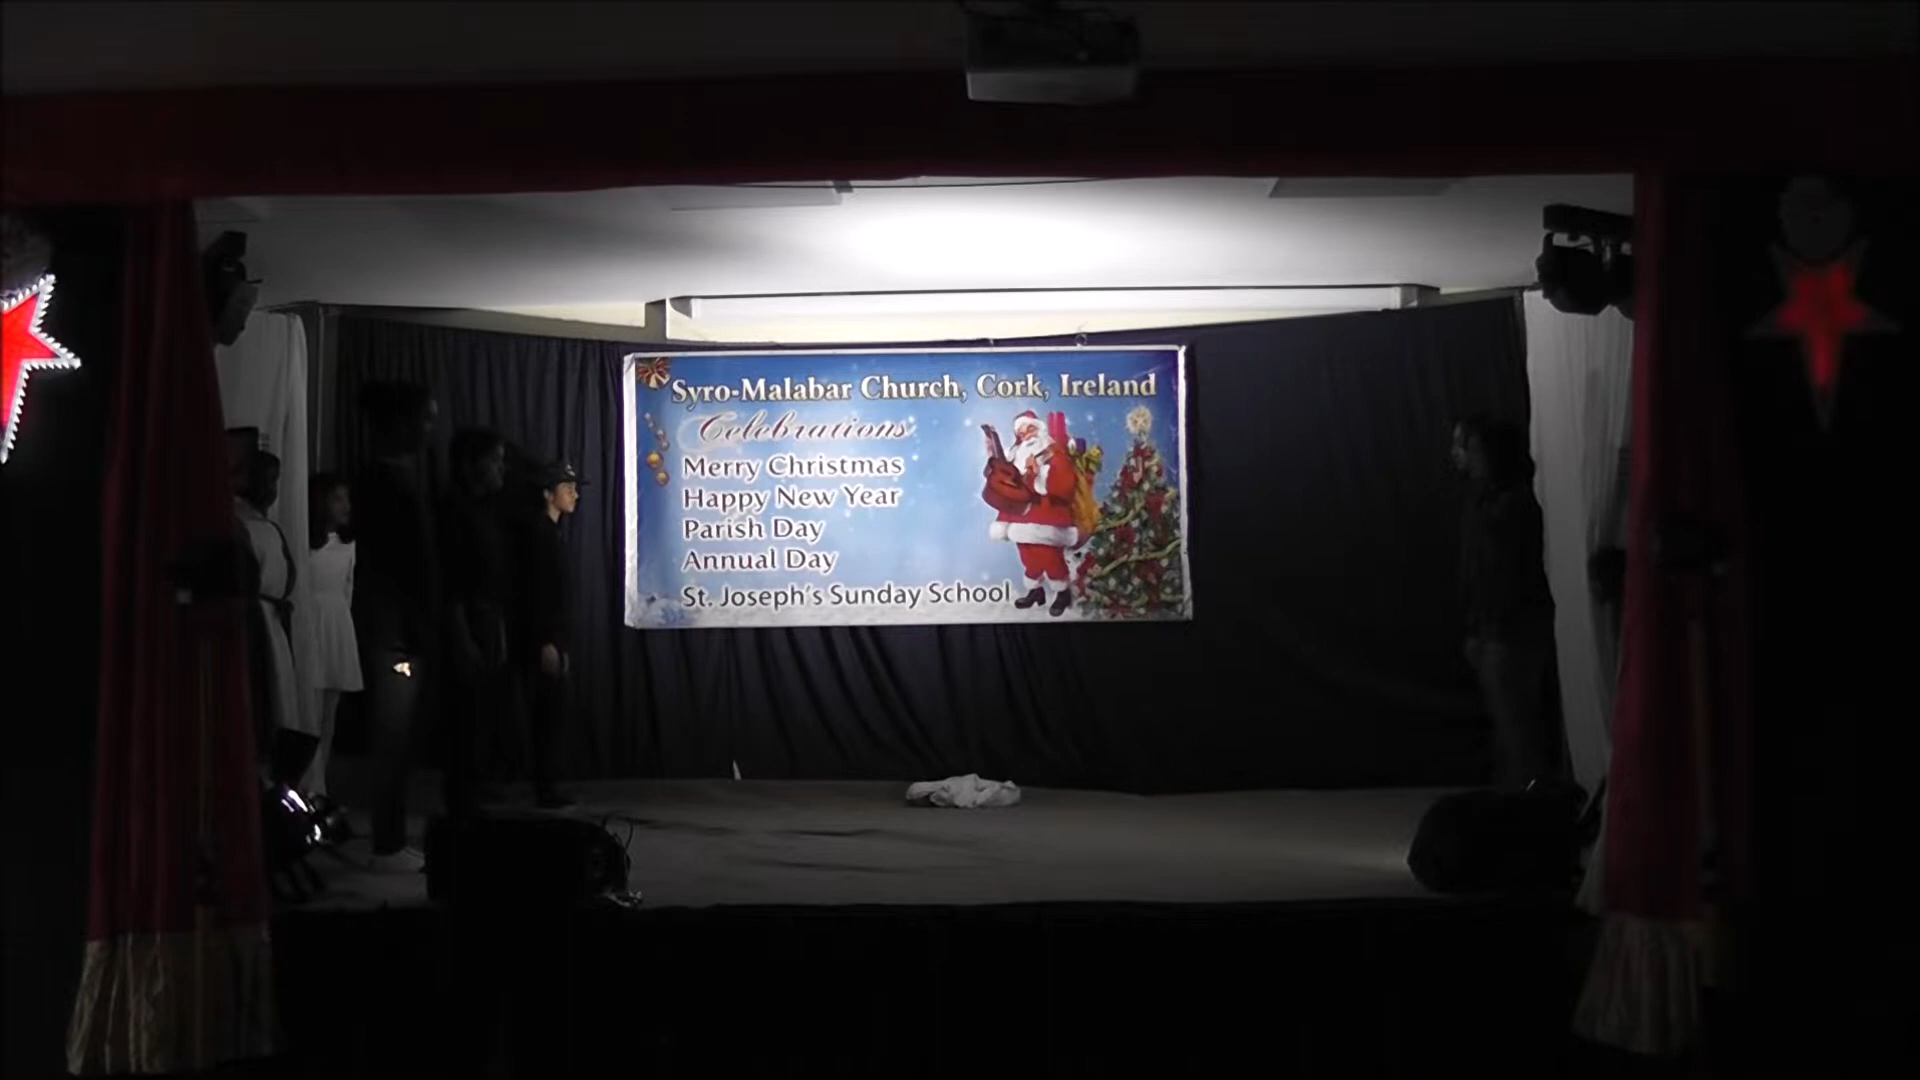 Syro-Malabar Church, Cork, Ireland
Celebrations
Merry Christmas
Happy New Year
Parish Day
Annual Day
St. Joseph's Sunday School